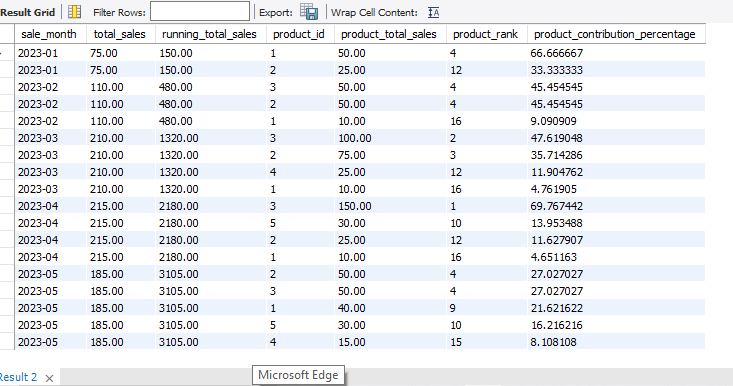 Result Grid Filter Rows: Export: Wrap Cell Content:
sale_month total_sales running_total_sales product_id product_total_sales product_rank product_contribution_percentage
2023-01 75.00 150.00 1 50.00 4 66.666667
2023-01 75.00 150.00 2 25.00 12 33.333333
2023-02 110.00 480.00 3 50.00 4 45.454545
2023-02 110.00 480.00 2 50.00 4 45.454545
2023-02 110.00 480.00 1 10.00 16 9.090909
2023-03 210.00 1320.00 3 100.00 2 47.619048
2023-03 210.00 1320.00 2 75.00 3 35.714286
2023-03 210.00 1320.00 4 25.00 12 11.904762
2023-03 210.00 1320.00 1 10.00 16 4.761905
2023-04 215.00 2180.00 3 150.00 1 69.767442
2023-04 215.00 2180.00 5 30.00 10 13.953488
2023-04 215.00 2180.00 2 25.00 12 11.627907
2023-04 215.00 2180.00 1 10.00 16 4.651163
2023-05 185.00 3105.00 2 50.00 4 27.027027
2023-05 185.00 3105.00 3 50.00 4 27.027027
2023-05 185.00 3105.00 1 40.00 9 21.621622
2023-05 185.00 3105.00 5 30.00 10 16.216216
2023-05 185.00 3105.00 4 15.00 15 8.108108
Result 2
Microsoft Edge